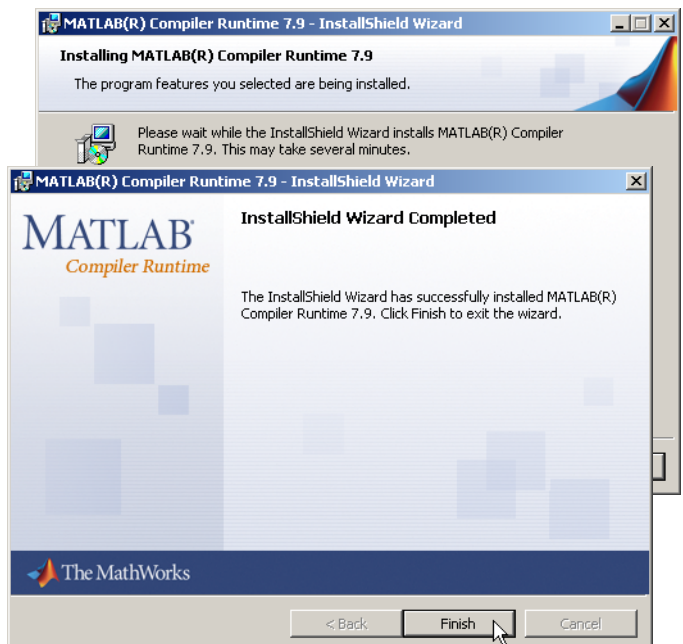 MATLAB(R) Compiler Runtime 7.9 - InstallShield Wizard
Installing MATLAB(R) Compiler Runtime 7.9
The program features you selected are being installed.
Please wait while the InstallShield Wizard installs MATLAB(R) Compiler
Runtime 7.9. This may take several minutes.
MATLAB(R) Compiler Runtime 7.9 - InstallShield Wizard
MATLAB®
Compiler Runtime
InstallShield Wizard Completed
The InstallShield Wizard has successfully installed MATLAB(R)
Compiler Runtime 7.9. Click Finish to exit the wizard.
The MathWorks
< Back Finish Cancel